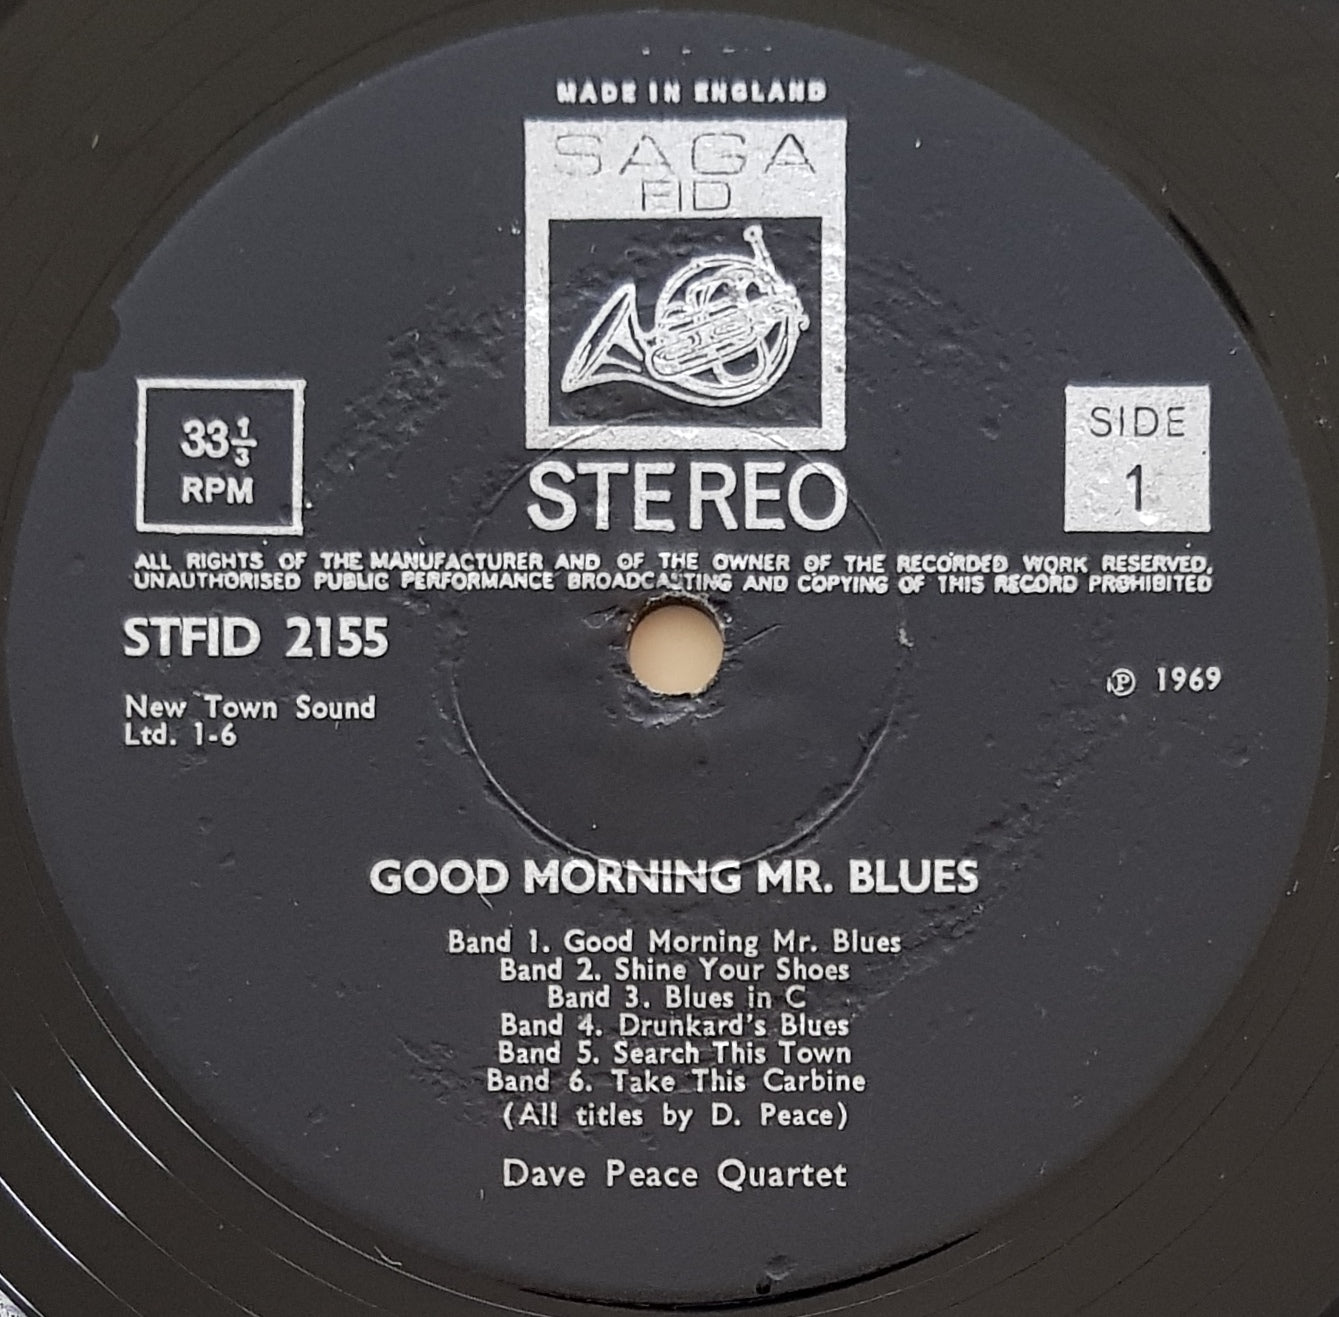 MADE IN ENGLAND
SAGA
FID
33 1/3
RPM
SIDE
1
STEREO
ALL RIGHTS OF THE MANUFACTURER AND OF THE OWNER OF THE RECORDED WORK RESERVED.
UNAUTHORISED PUBLIC PERFORMANCE BROADCASTING AND COPYING OF THIS RECORD PROHIBITED
STFID 2155
℗ 1969
New Town Sound
Ltd. 1-6
GOOD MORNING MR. BLUES
Band 1. Good Morning Mr. Blues
Band 2. Shine Your Shoes
Band 3. Blues in C
Band 4. Drunkard's Blues
Band 5. Search This Town
Band 6. Take This Carbine
(All titles by D. Peace)
Dave Peace Quartet